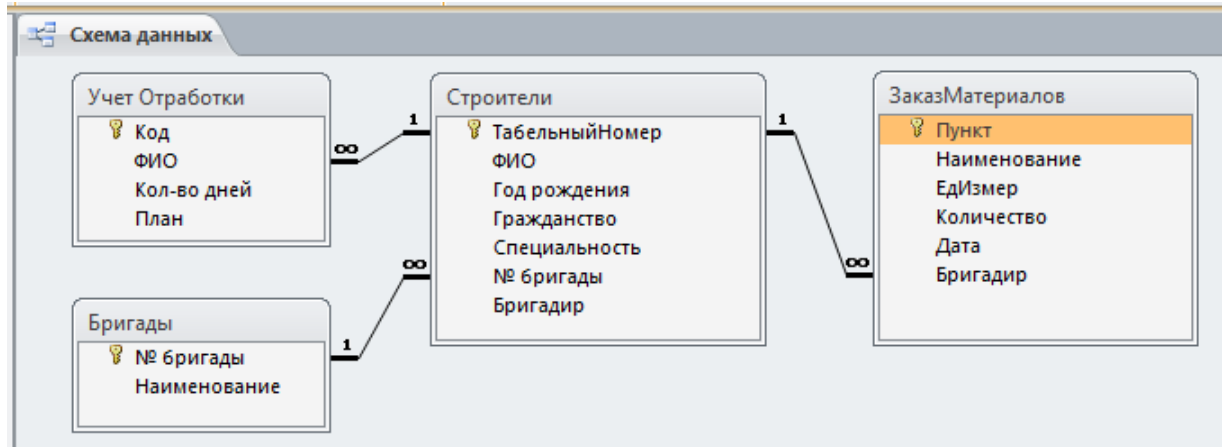 Схема данных
Учет Отработки
Код
ФИО
Кол-во дней
План
Бригады
№ бригады
Наименование
Строители
ТабельныйНомер
ФИО
Год рождения
Гражданство
Специальность
№ бригады
Бригадир
ЗаказМатериалов
Пункт
Наименование
ЕдИзмер
Количество
Дата
Бригадир
∞
1
1
∞
∞
1